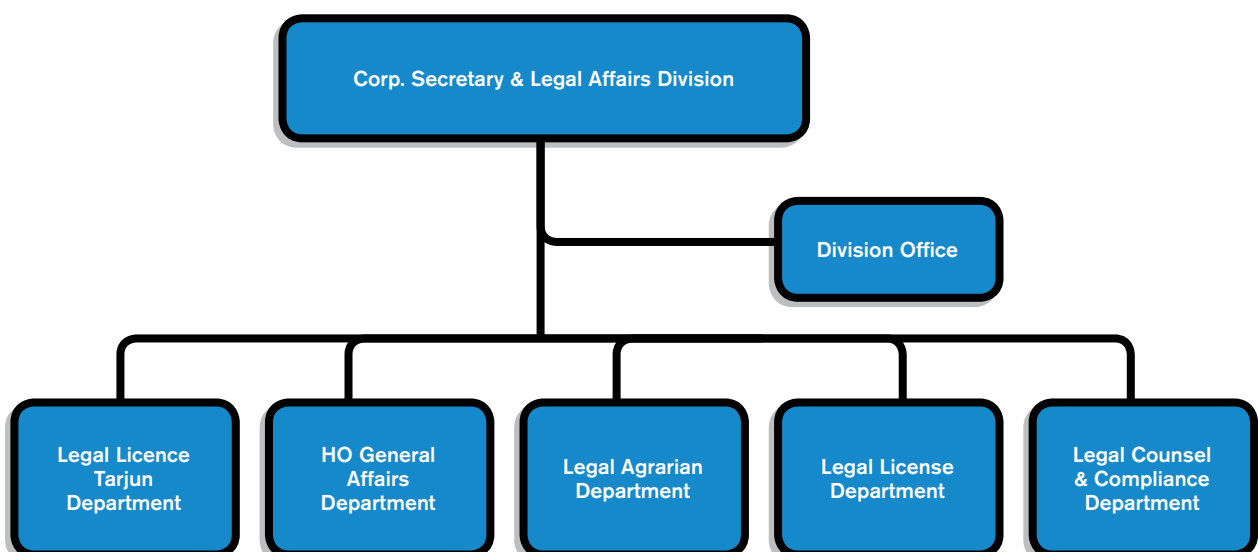 Corp. Secretary & Legal Affairs Division
Division Office
Legal Licence
Tarjun
Department
HO General
Affairs
Department
Legal Agrarian
Department
Legal License
Department
Legal Counsel
& Compliance
Department